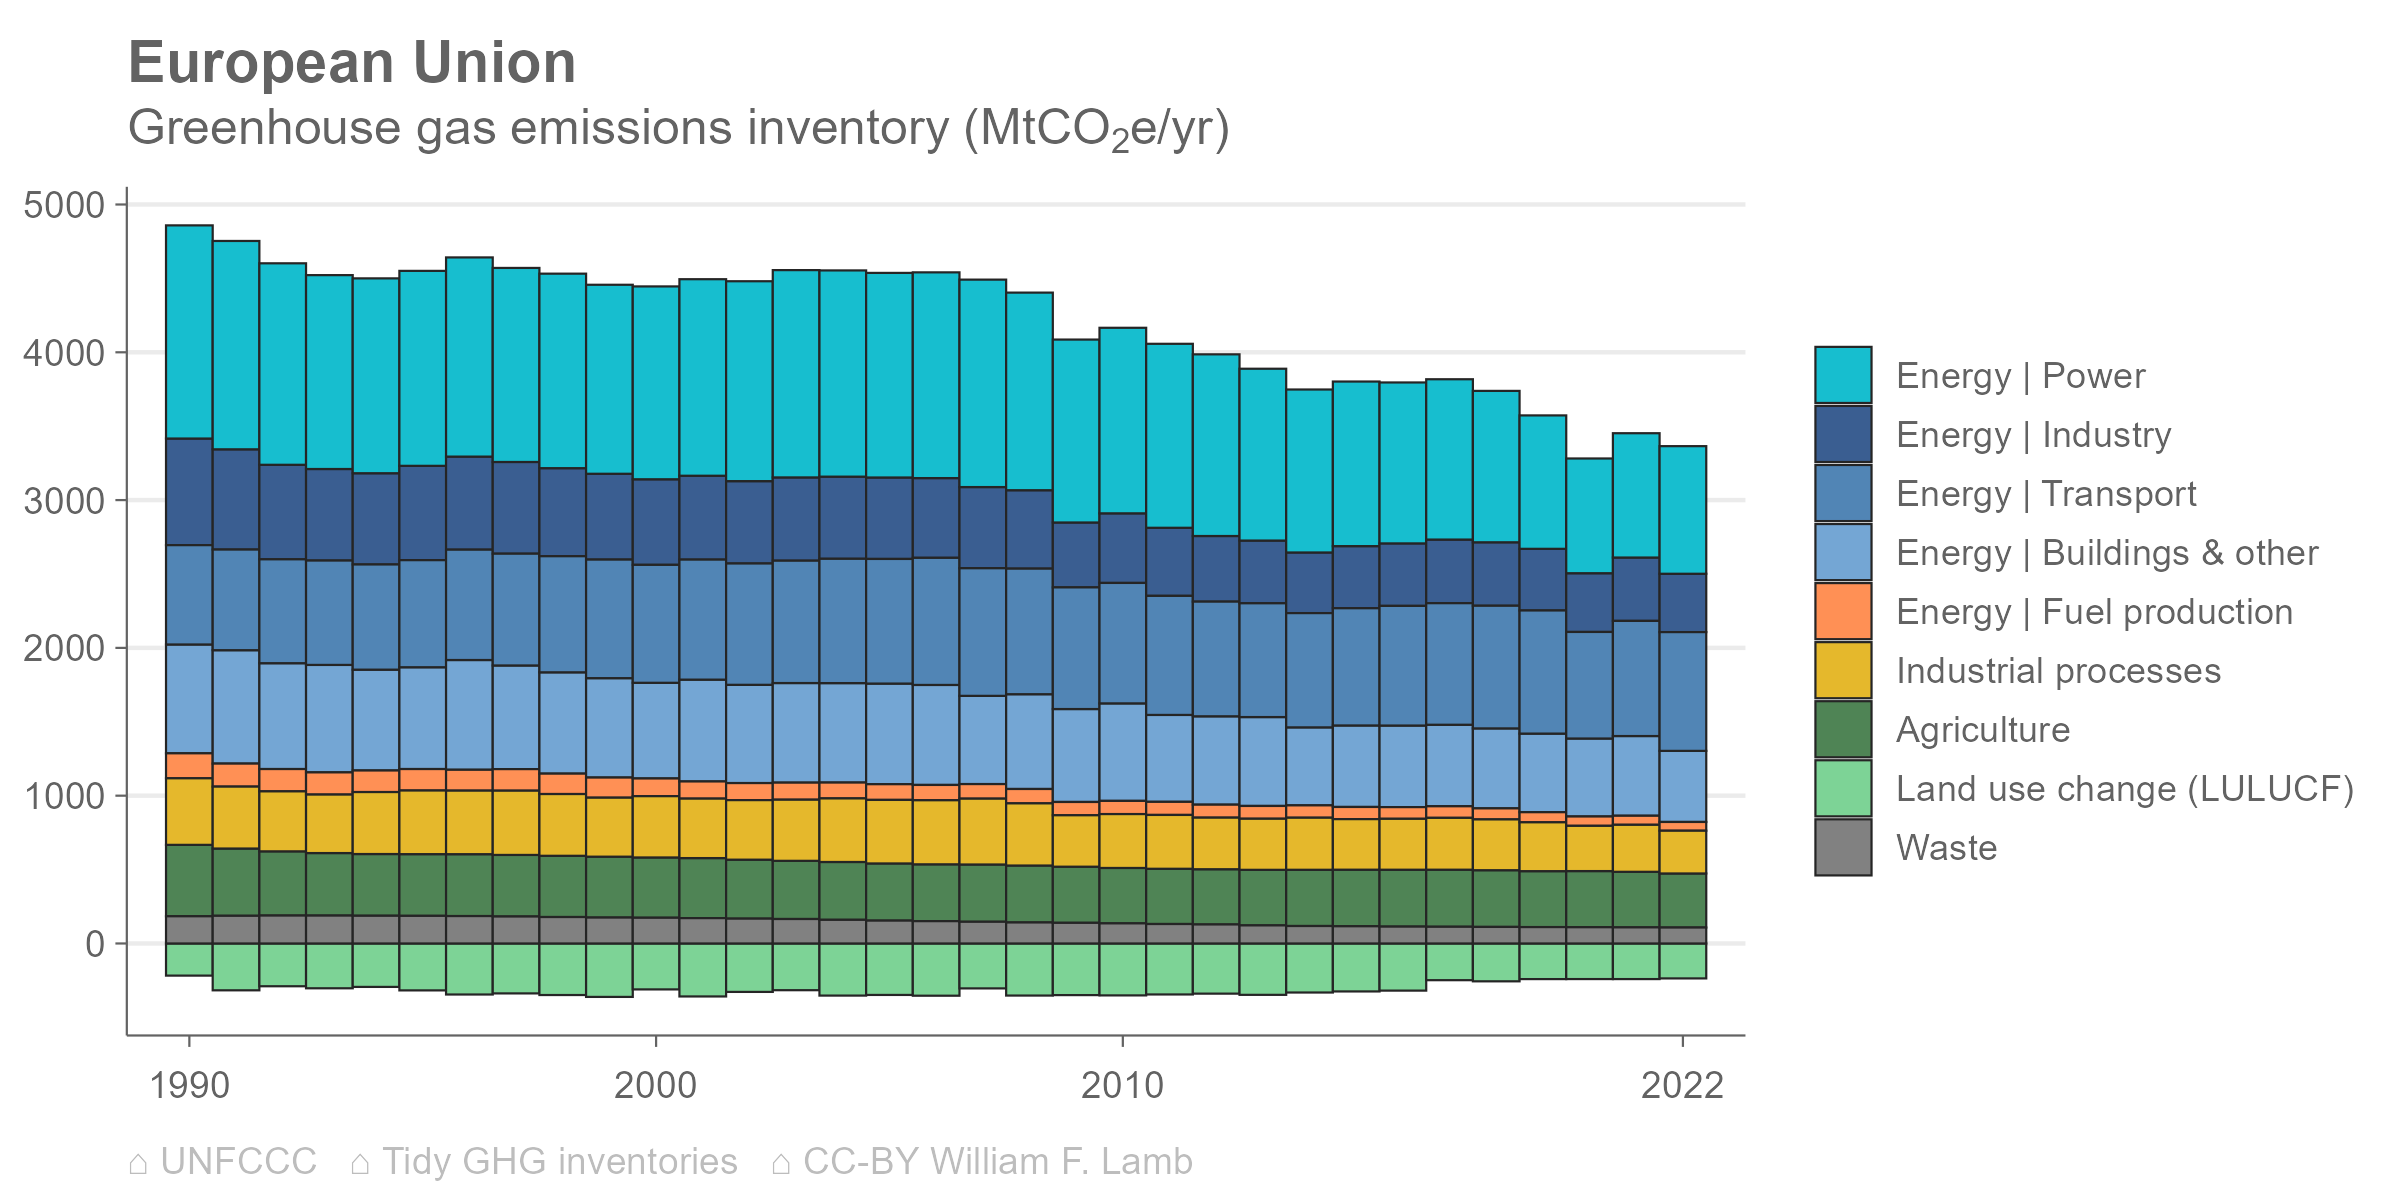 European Union
Greenhouse gas emissions inventory (MtCO₂e/yr)
5000
4000
3000
2000
1000
0
1990 2000 2010 2022
Energy | Power
Energy | Industry
Energy | Transport
Energy | Buildings & other
Energy | Fuel production
Industrial processes
Agriculture
Land use change (LULUCF)
Waste
⌂ UNFCCC ⌂ Tidy GHG inventories ⌂ CC-BY William F. Lamb